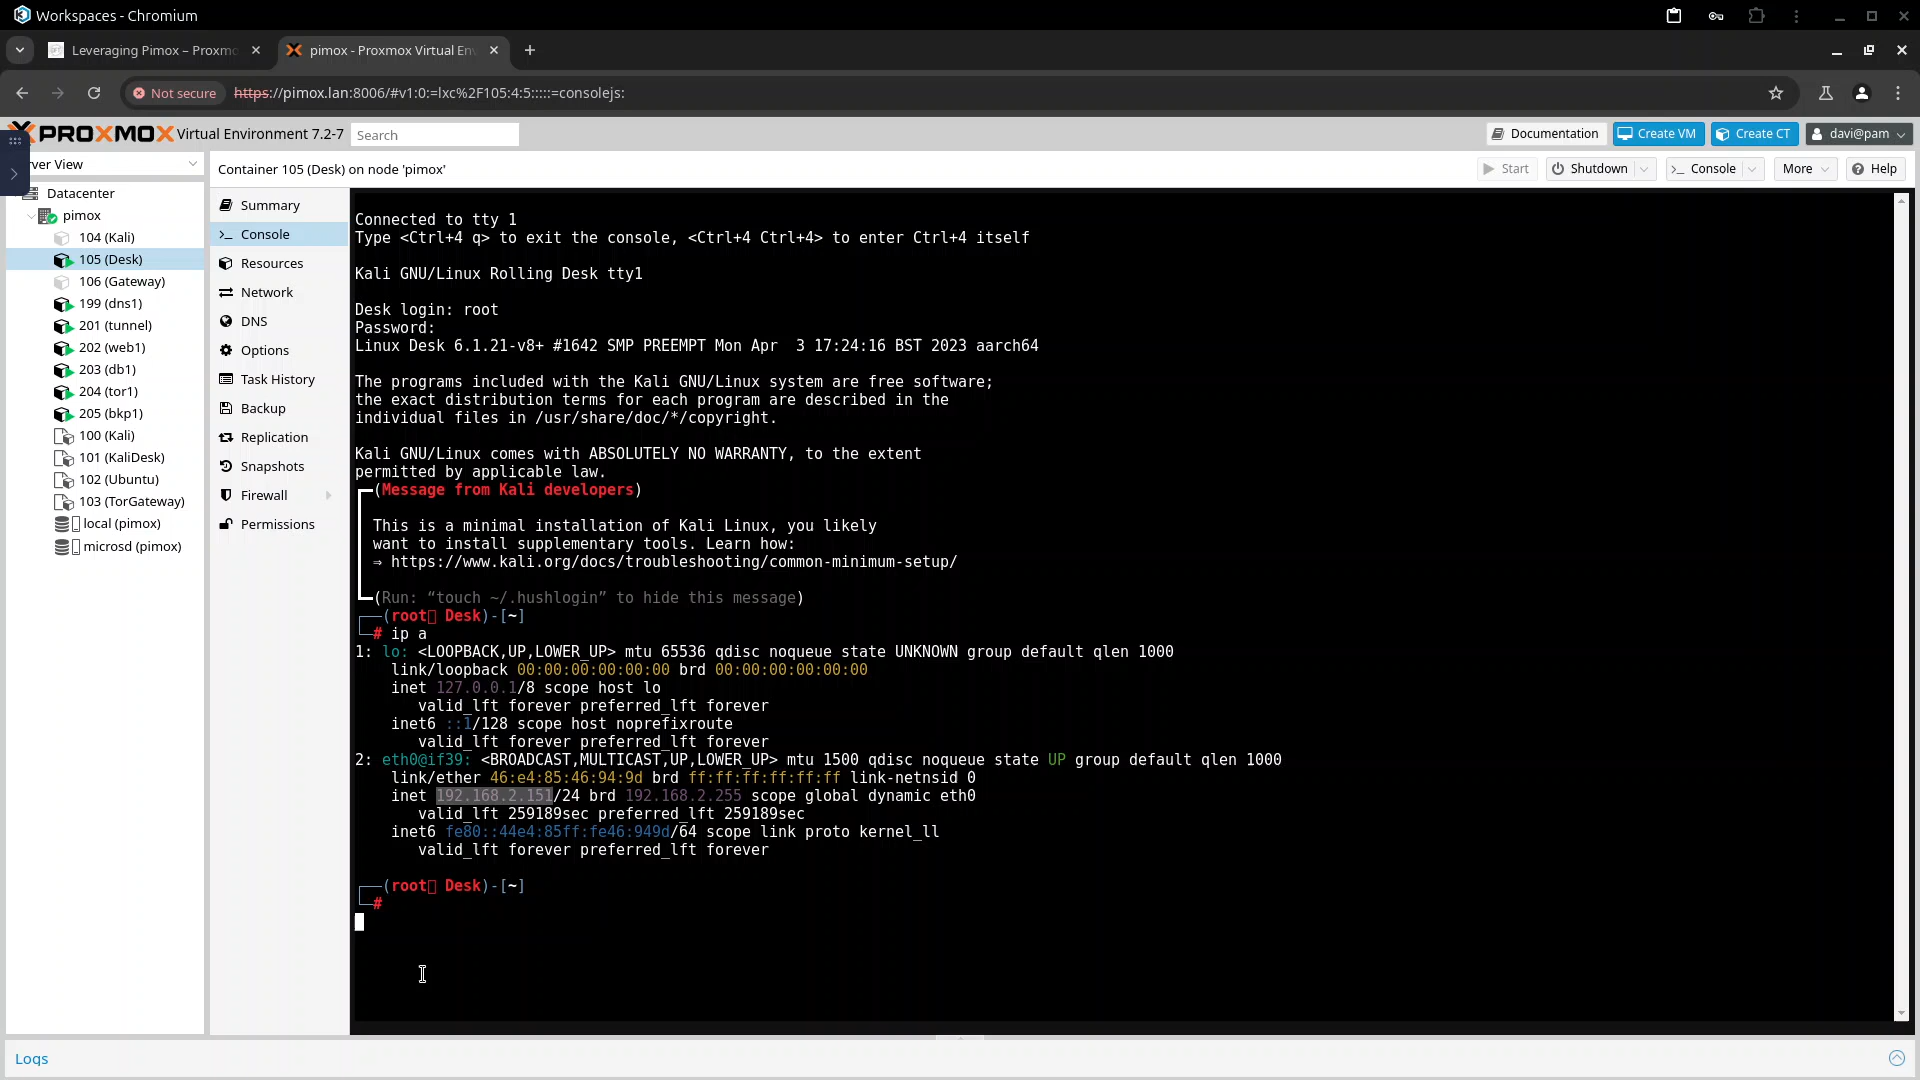 Workspaces - Chromium
Leveraging Pimox – Proxmo
pimox - Proxmox Virtual En
Not secure https://pimox.lan:8006/#v1:0:=lxc%2F105:4:5:::::=consolejs:
PROXMOX Virtual Environment 7.2-7 Search Documentation Create VM Create CT davi@pam
rver View
Container 105 (Desk) on node 'pimox' Start Shutdown Console More Help
Datacenter
pimox
104 (Kali)
105 (Desk)
106 (Gateway)
199 (dns1)
201 (tunnel)
202 (web1)
203 (db1)
204 (tor1)
205 (bkp1)
100 (Kali)
101 (KaliDesk)
102 (Ubuntu)
103 (TorGateway)
local (pimox)
microsd (pimox)
Summary
Console
Resources
Network
DNS
Options
Task History
Backup
Replication
Snapshots
Firewall
Permissions
Connected to tty 1
Type <Ctrl+4 q> to exit the console, <Ctrl+4 Ctrl+4> to enter Ctrl+4 itself
Kali GNU/Linux Rolling Desk tty1
Desk login: root
Password:
Linux Desk 6.1.21-v8+ #1642 SMP PREEMPT Mon Apr  3 17:24:16 BST 2023 aarch64
The programs included with the Kali GNU/Linux system are free software;
the exact distribution terms for each program are described in the
individual files in /usr/share/doc/*/copyright.
Kali GNU/Linux comes with ABSOLUTELY NO WARRANTY, to the extent
permitted by applicable law.
(Message from Kali developers)
This is a minimal installation of Kali Linux, you likely
want to install supplementary tools. Learn how:
⇒ https://www.kali.org/docs/troubleshooting/common-minimum-setup/
(Run: “touch ~/.hushlogin” to hide this message)
(root Desk)-[~]
# ip a
1: lo: <LOOPBACK,UP,LOWER_UP> mtu 65536 qdisc noqueue state UNKNOWN group default qlen 1000
link/loopback 00:00:00:00:00:00 brd 00:00:00:00:00:00
inet 127.0.0.1/8 scope host lo
valid_lft forever preferred_lft forever
inet6 ::1/128 scope host noprefixroute
valid_lft forever preferred_lft forever
2: eth0@if39: <BROADCAST,MULTICAST,UP,LOWER_UP> mtu 1500 qdisc noqueue state UP group default qlen 1000
link/ether 46:e4:85:46:94:9d brd ff:ff:ff:ff:ff:ff link-netnsid 0
inet 192.168.2.151/24 brd 192.168.2.255 scope global dynamic eth0
valid_lft 259189sec preferred_lft 259189sec
inet6 fe80::44e4:85ff:fe46:949d/64 scope link proto kernel_ll
valid_lft forever preferred_lft forever
(root Desk)-[~]
#
Logs